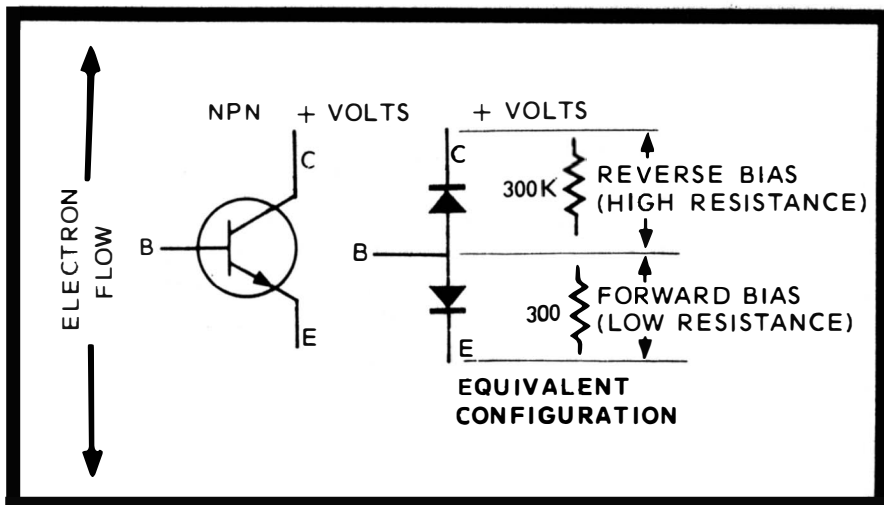 ELECTRON
FLOW
NPN + VOLTS
C
B
E
+ VOLTS
C
B
E
300K
REVERSE BIAS
(HIGH RESISTANCE)
300
FORWARD BIAS
(LOW RESISTANCE)
EQUIVALENT
CONFIGURATION